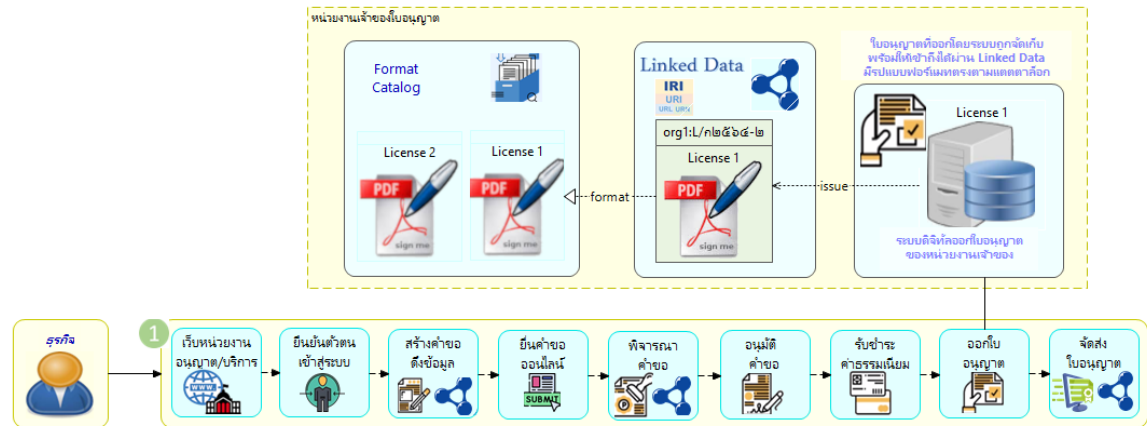 หน่วยงานเจ้าของใบอนุญาต
Format
Catalog
License 2
PDF
sign me
License 1
PDF
sign me
format
Linked Data
IRI
URI
URL URN
org1:L/ก๒๕๖๔-๒
License 1
PDF
sign me
issue
ใบอนุญาตที่ออกโดยระบบถูกจัดเก็บ
พร้อมให้เข้าถึงได้ผ่าน Linked Data
มีรูปแบบฟอร์แมทตรงตามแตตตาล็อก
License 1
ระบบดิจิทัลออกใบอนุญาต
ของหน่วยงานเจ้าของ
ธุรกิจ
1
เว็บหน่วยงาน
อนุญาต/บริการ
WWW
ยืนยันตัวตน
เข้าสู่ระบบ
สร้างคำขอ
ดึงข้อมูล
ยื่นคำขอ
ออนไลน์
SUBMIT
พิจารณา
คำขอ
อนุมัติ
คำขอ
รับชำระ
ค่าธรรมเนียม
ออกใบ
อนุญาต
จัดส่ง
ใบอนุญาต